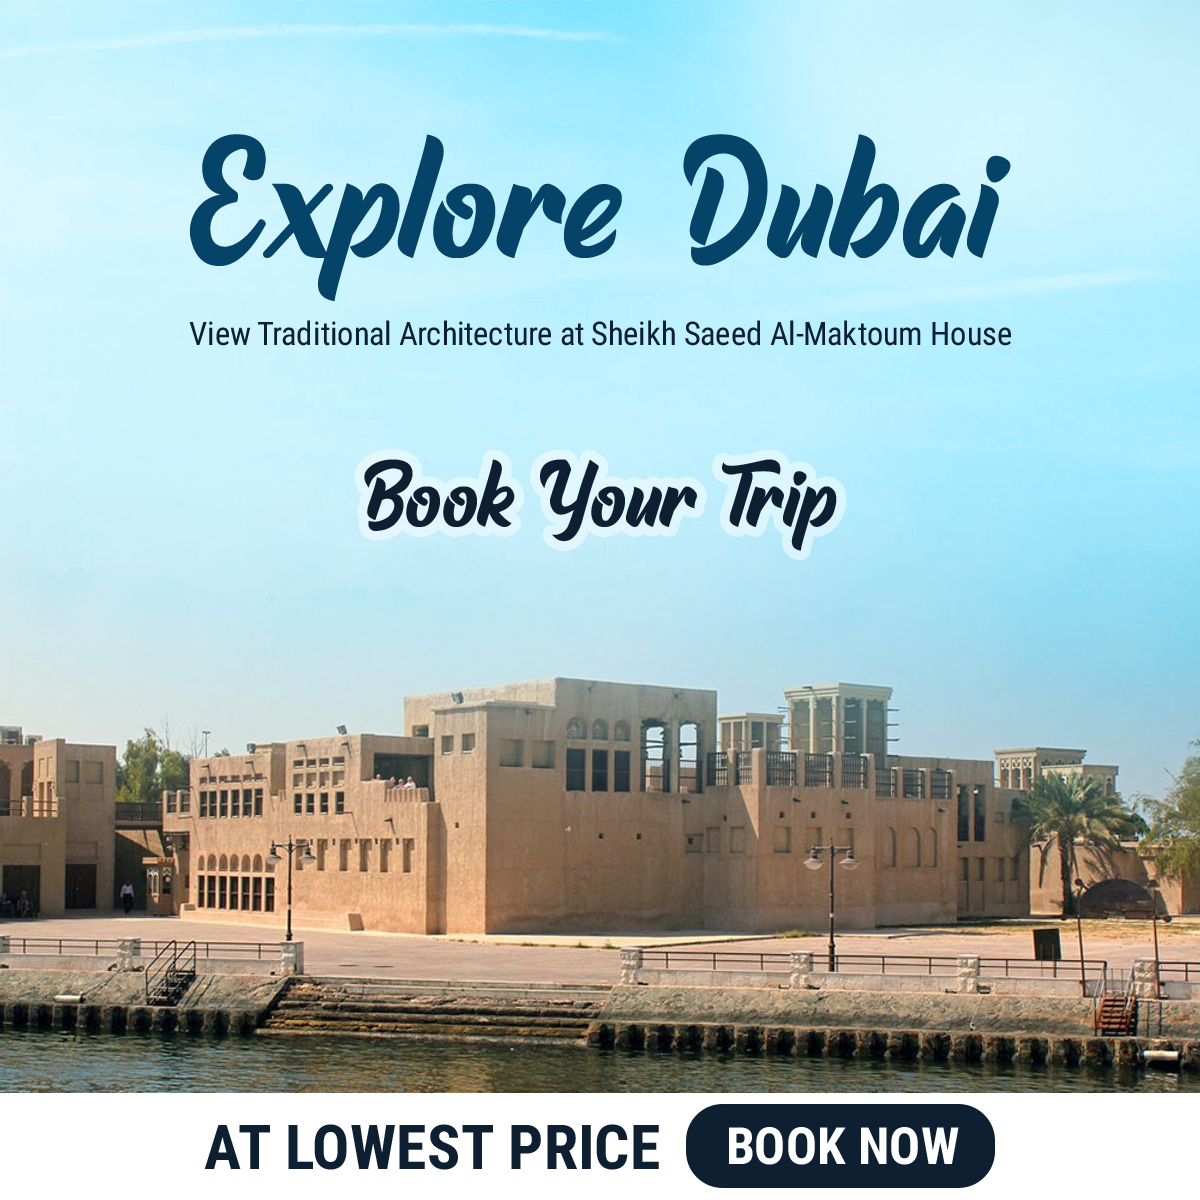 Explore Dubai
View Traditional Architecture at Sheikh Saeed Al-Maktoum House
Book Your Trip
AT LOWEST PRICE BOOK NOW